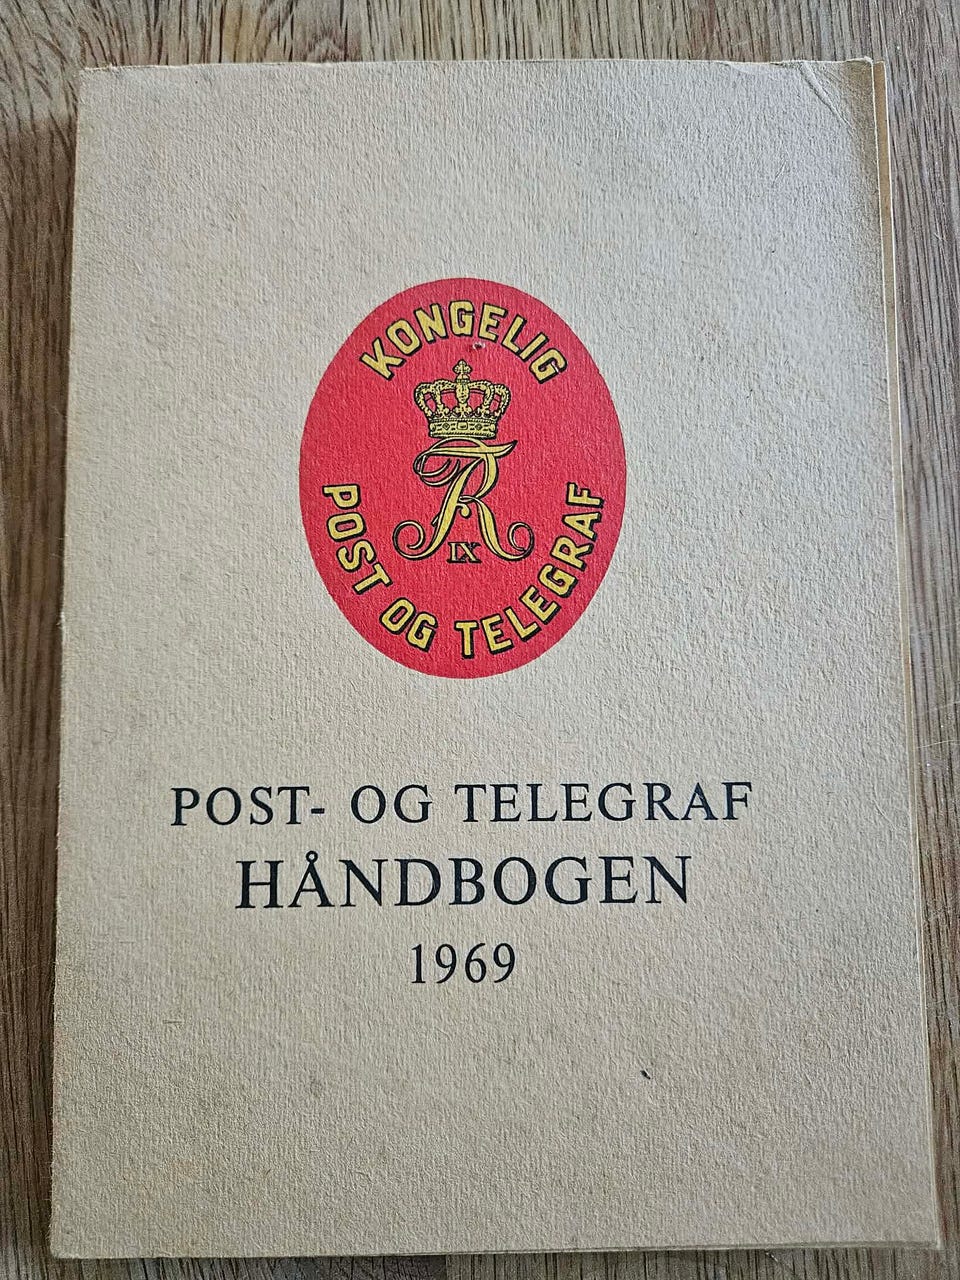 KONGELIG
FR
IX
POST OG TELEGRAF
POST- OG TELEGRAF
HÅNDBOGEN
1969